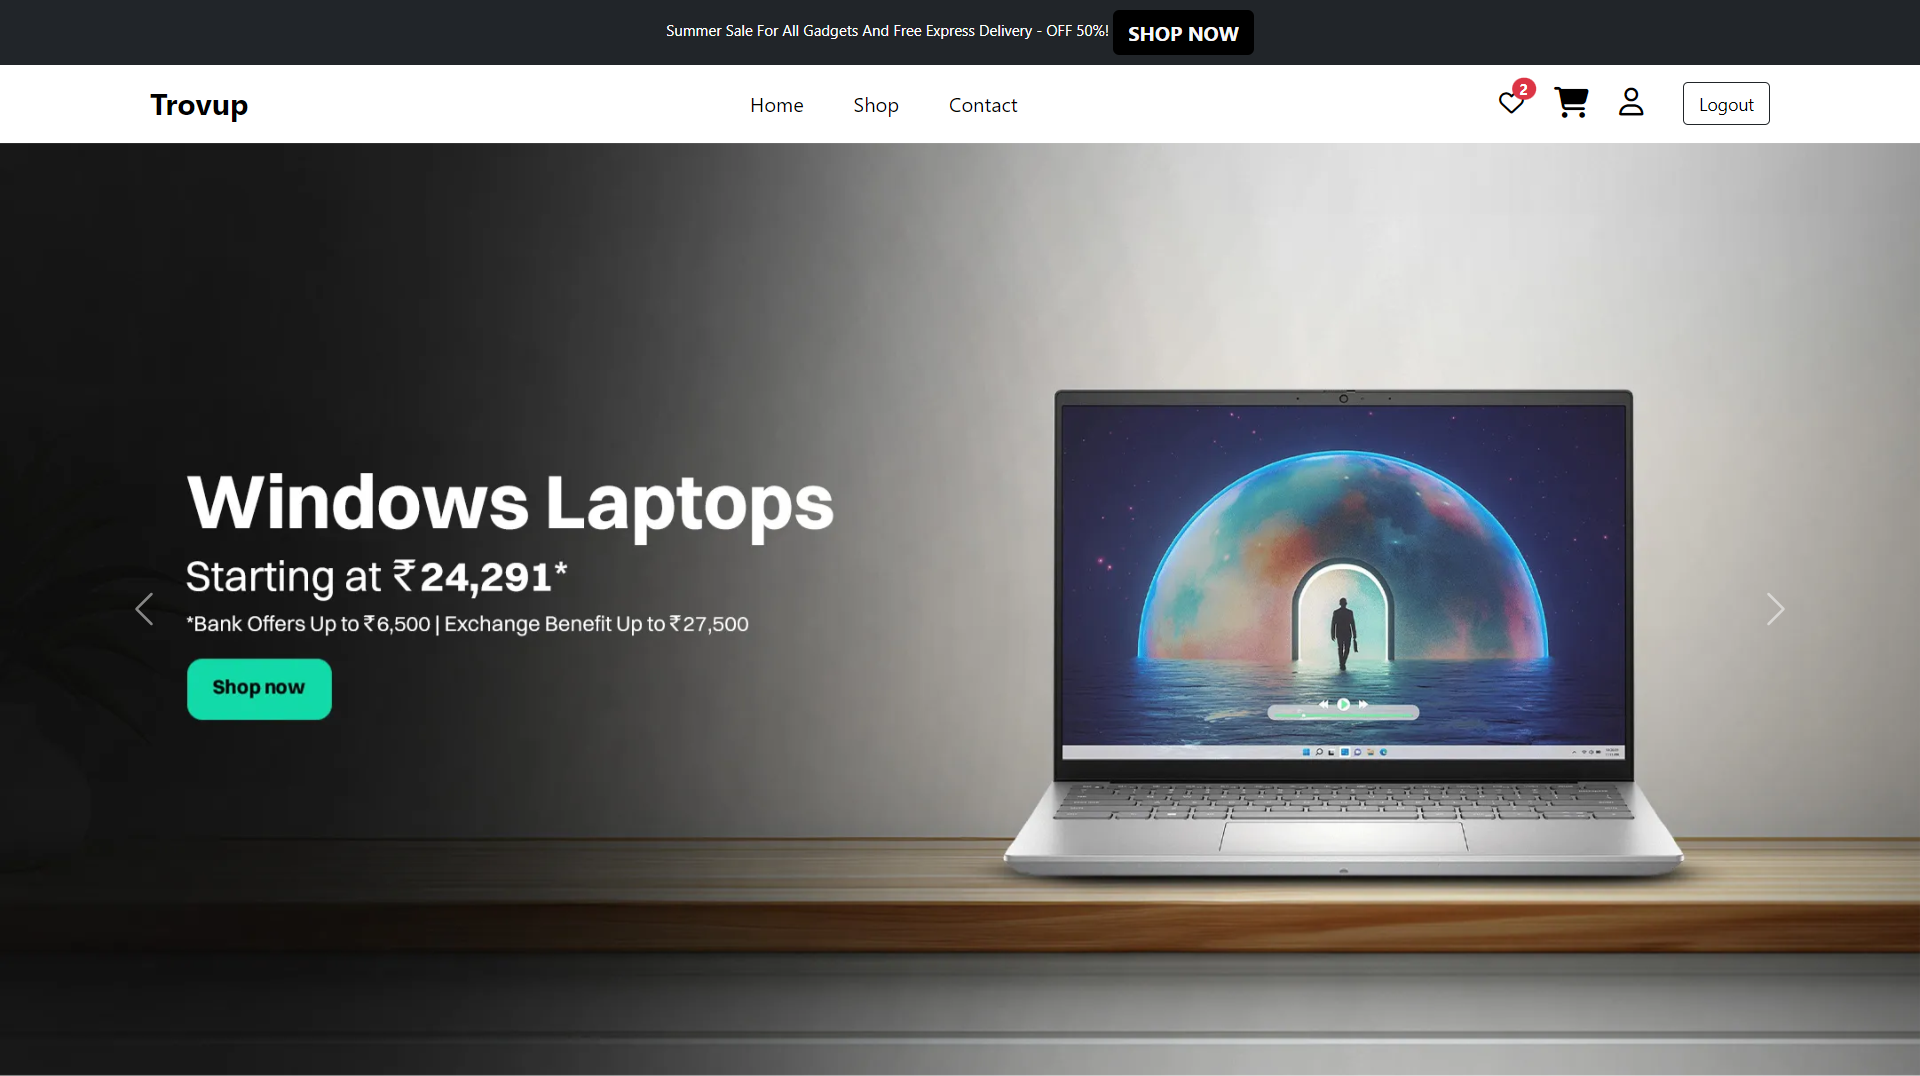 Summer Sale For All Gadgets And Free Express Delivery - OFF 50%! SHOP NOW
Trovup Home Shop Contact 2 Logout
Windows Laptops
Starting at ₹24,291*
*Bank Offers Up to ₹6,500 | Exchange Benefit Up to ₹27,500
Shop now